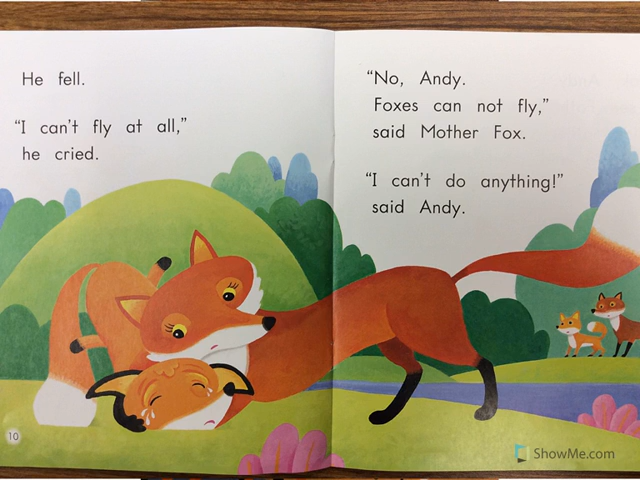 He fell.
“I can't fly at all,”
he cried.
“No, Andy.
Foxes can not fly,”
said Mother Fox.
“I can't do anything!”
said Andy.
10
ShowMe.com